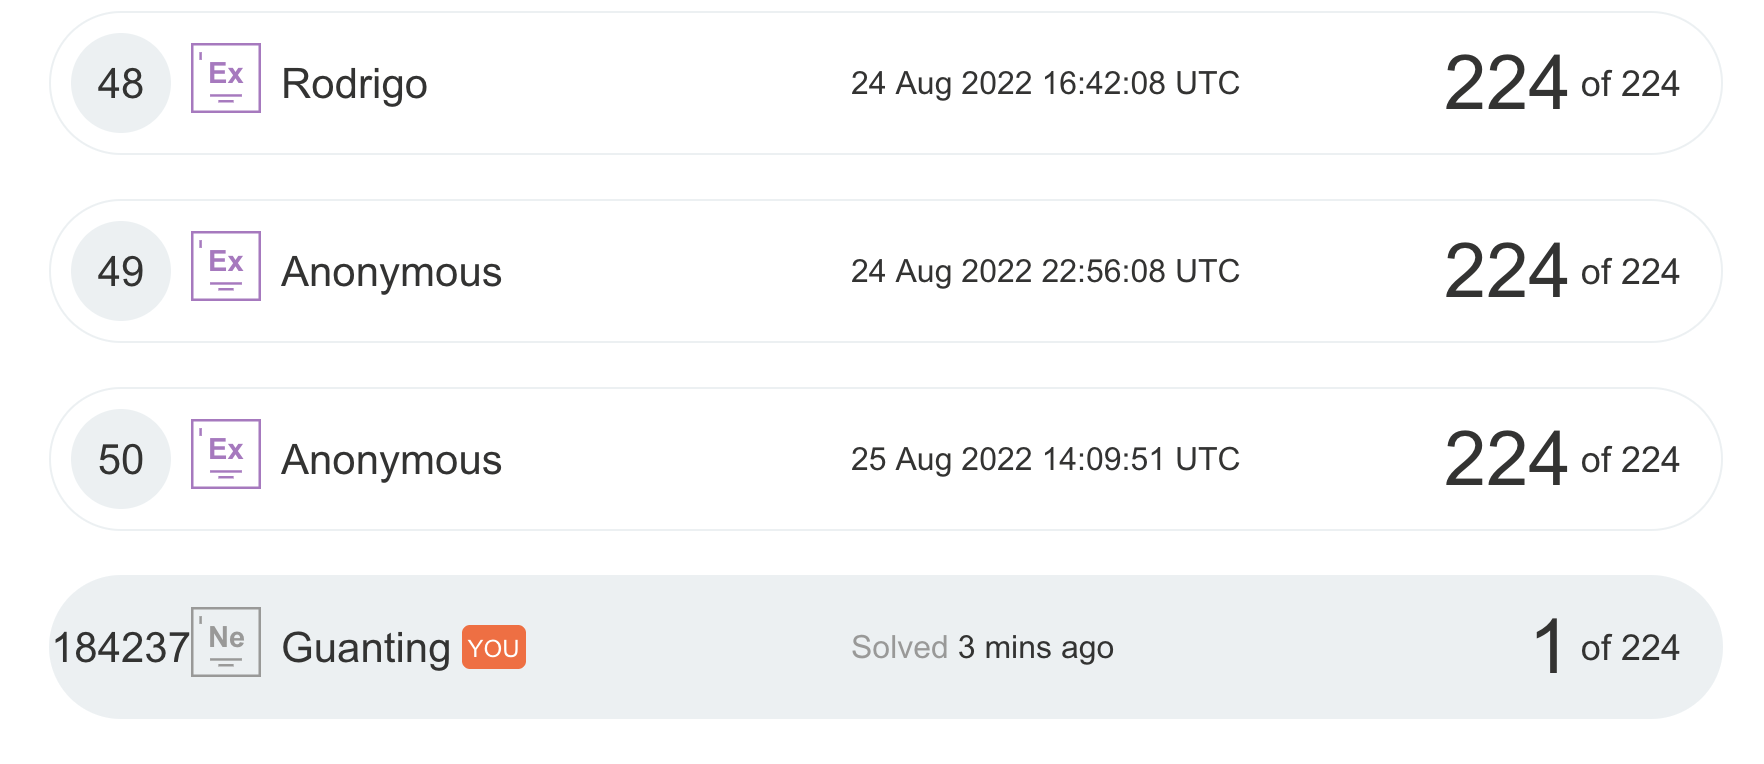 48 Ex Rodrigo 24 Aug 2022 16:42:08 UTC 224 of 224
49 Ex Anonymous 24 Aug 2022 22:56:08 UTC 224 of 224
50 Ex Anonymous 25 Aug 2022 14:09:51 UTC 224 of 224
184237 Ne Guanting YOU Solved 3 mins ago 1 of 224